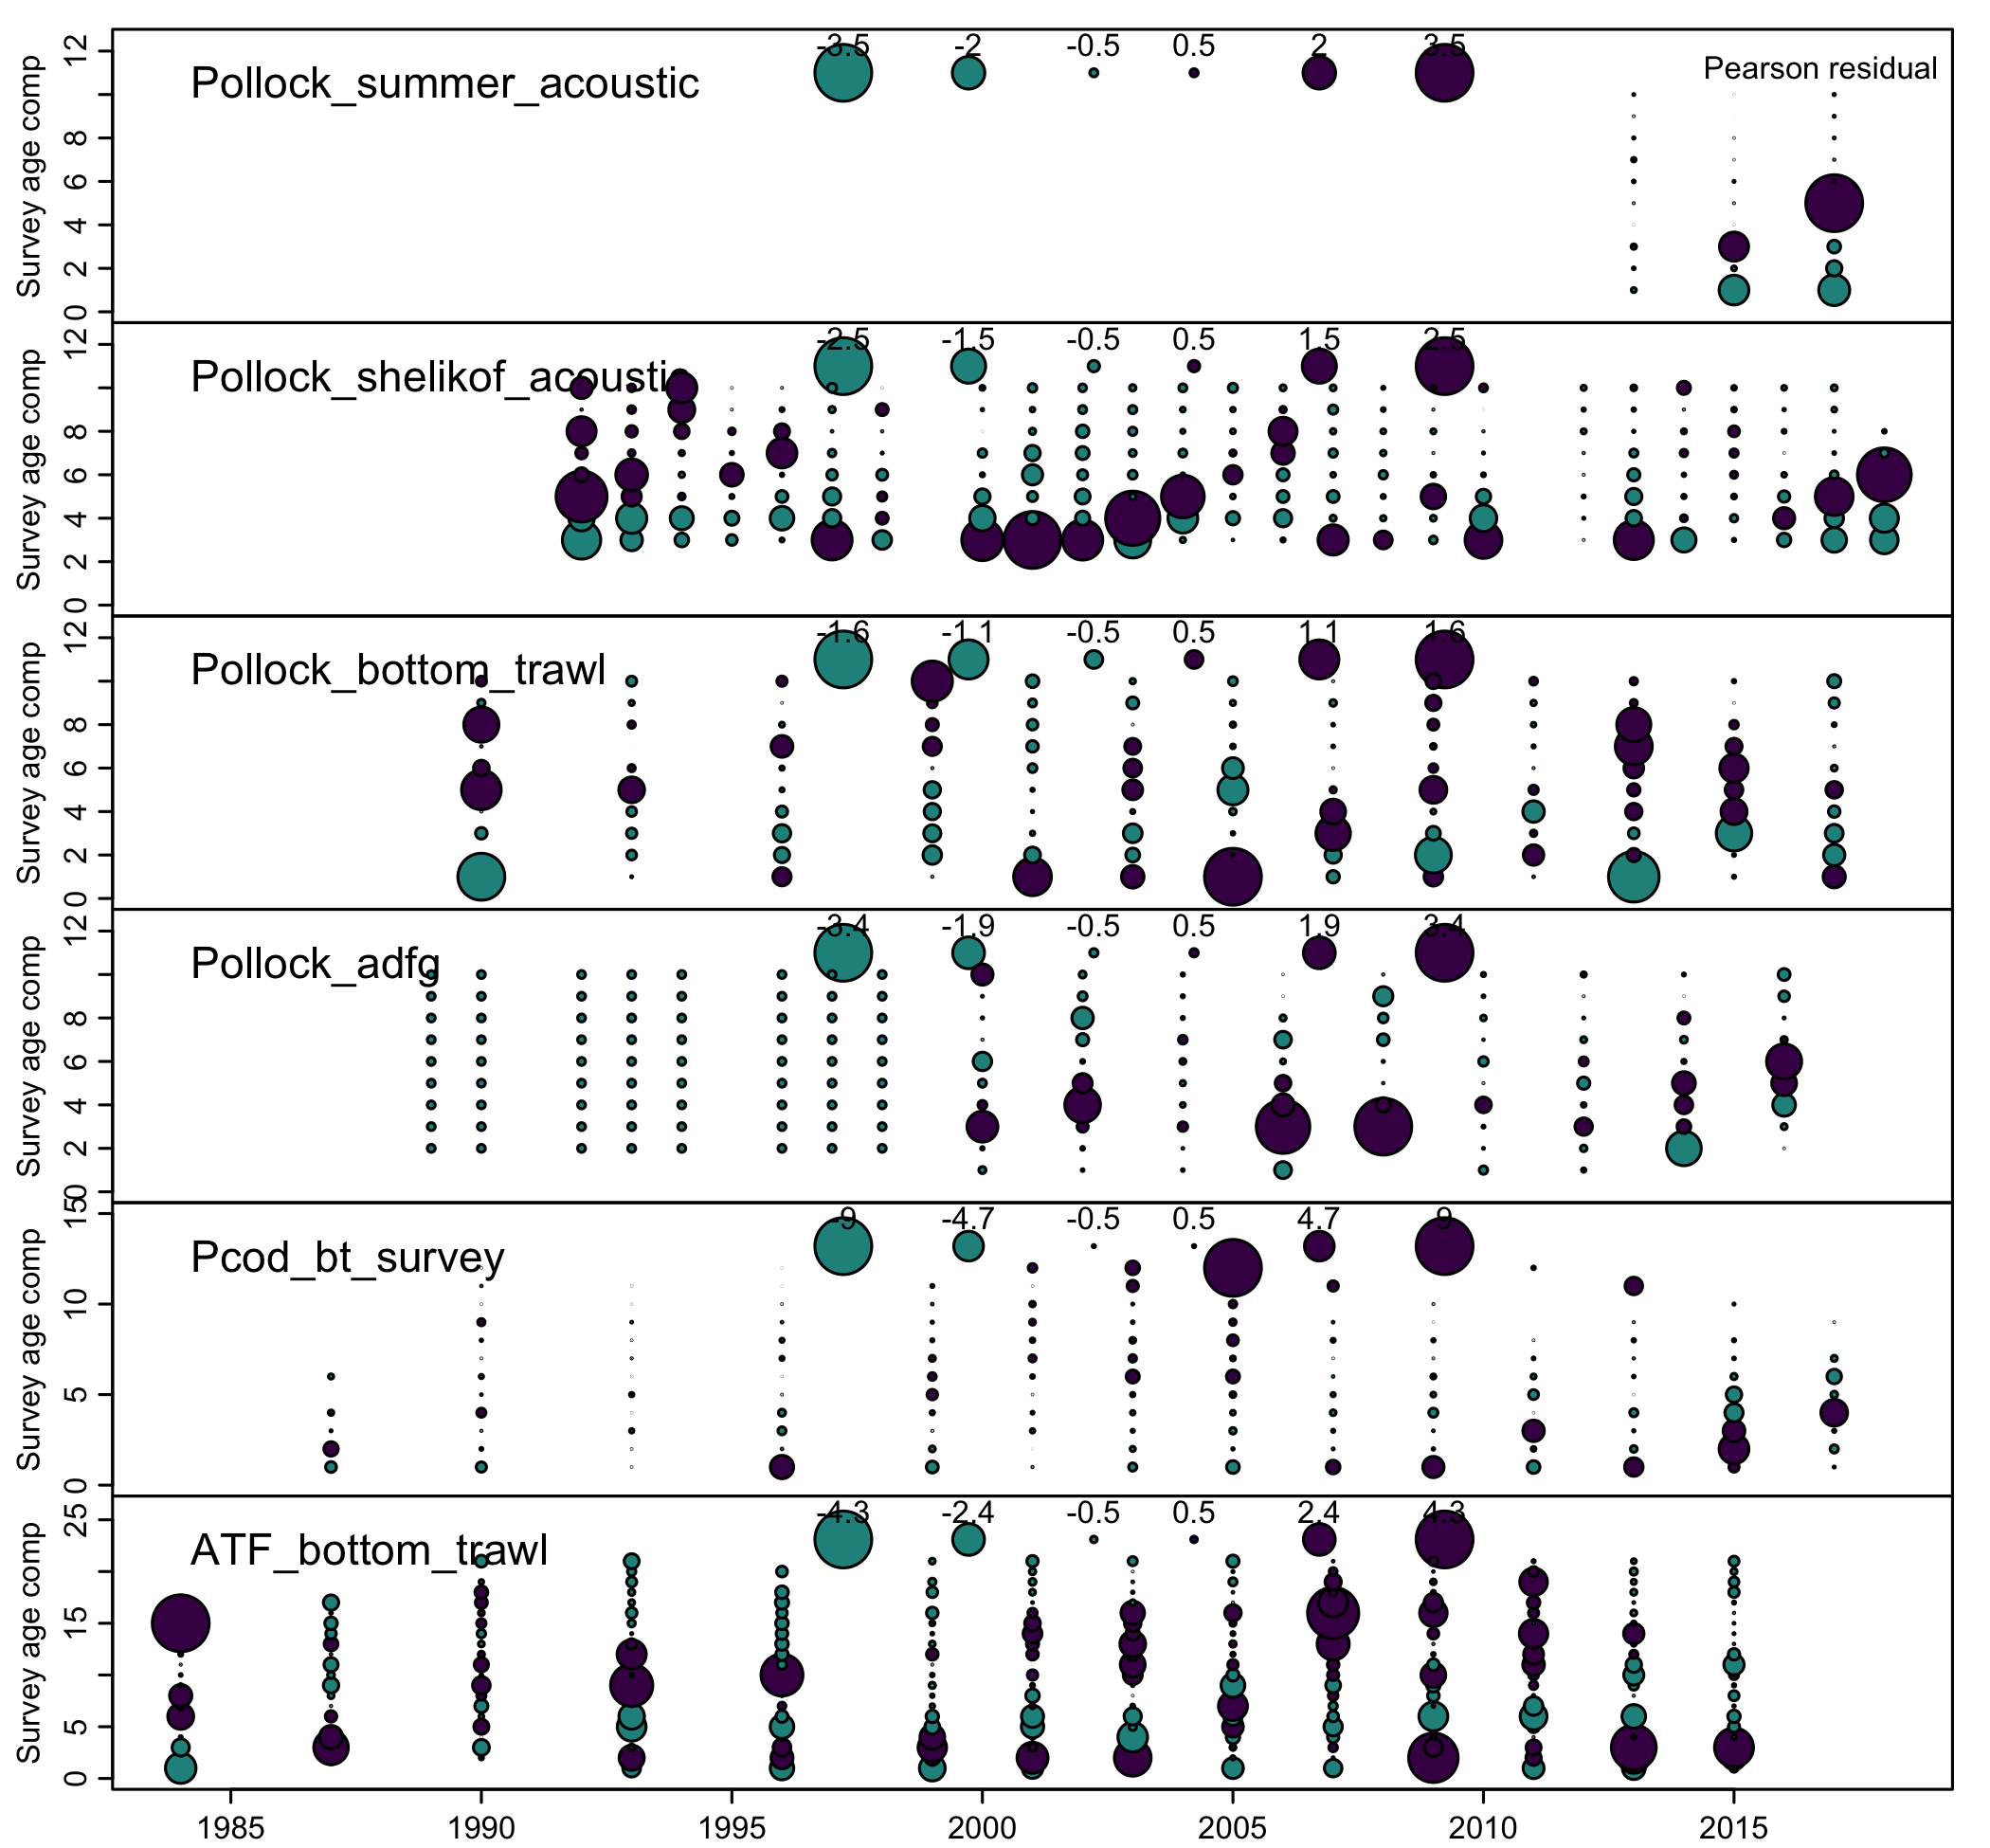 -3.5 -2 -0.5 0.5 2 3.5
Pearson residual
Pollock_summer_acoustic
Survey age comp
0 2 4 6 8 12
-2.5 -1.5 -0.5 0.5 1.5 2.5
Pollock_shelikof_acoustic
Survey age comp
0 2 4 6 8 12
-1.6 -1.1 -0.5 0.5 1.1 1.6
Pollock_bottom_trawl
Survey age comp
0 2 4 6 8 12
-3.4 -1.9 -0.5 0.5 1.9 3.4
Pollock_adfg
Survey age comp
0 2 4 6 8 12
-9 -4.7 -0.5 0.5 4.7 9
Pcod_bt_survey
Survey age comp
0 5 10 15
-4.3 -2.4 -0.5 0.5 2.4 4.3
ATF_bottom_trawl
Survey age comp
0 5 15 25
1985 1990 1995 2000 2005 2010 2015